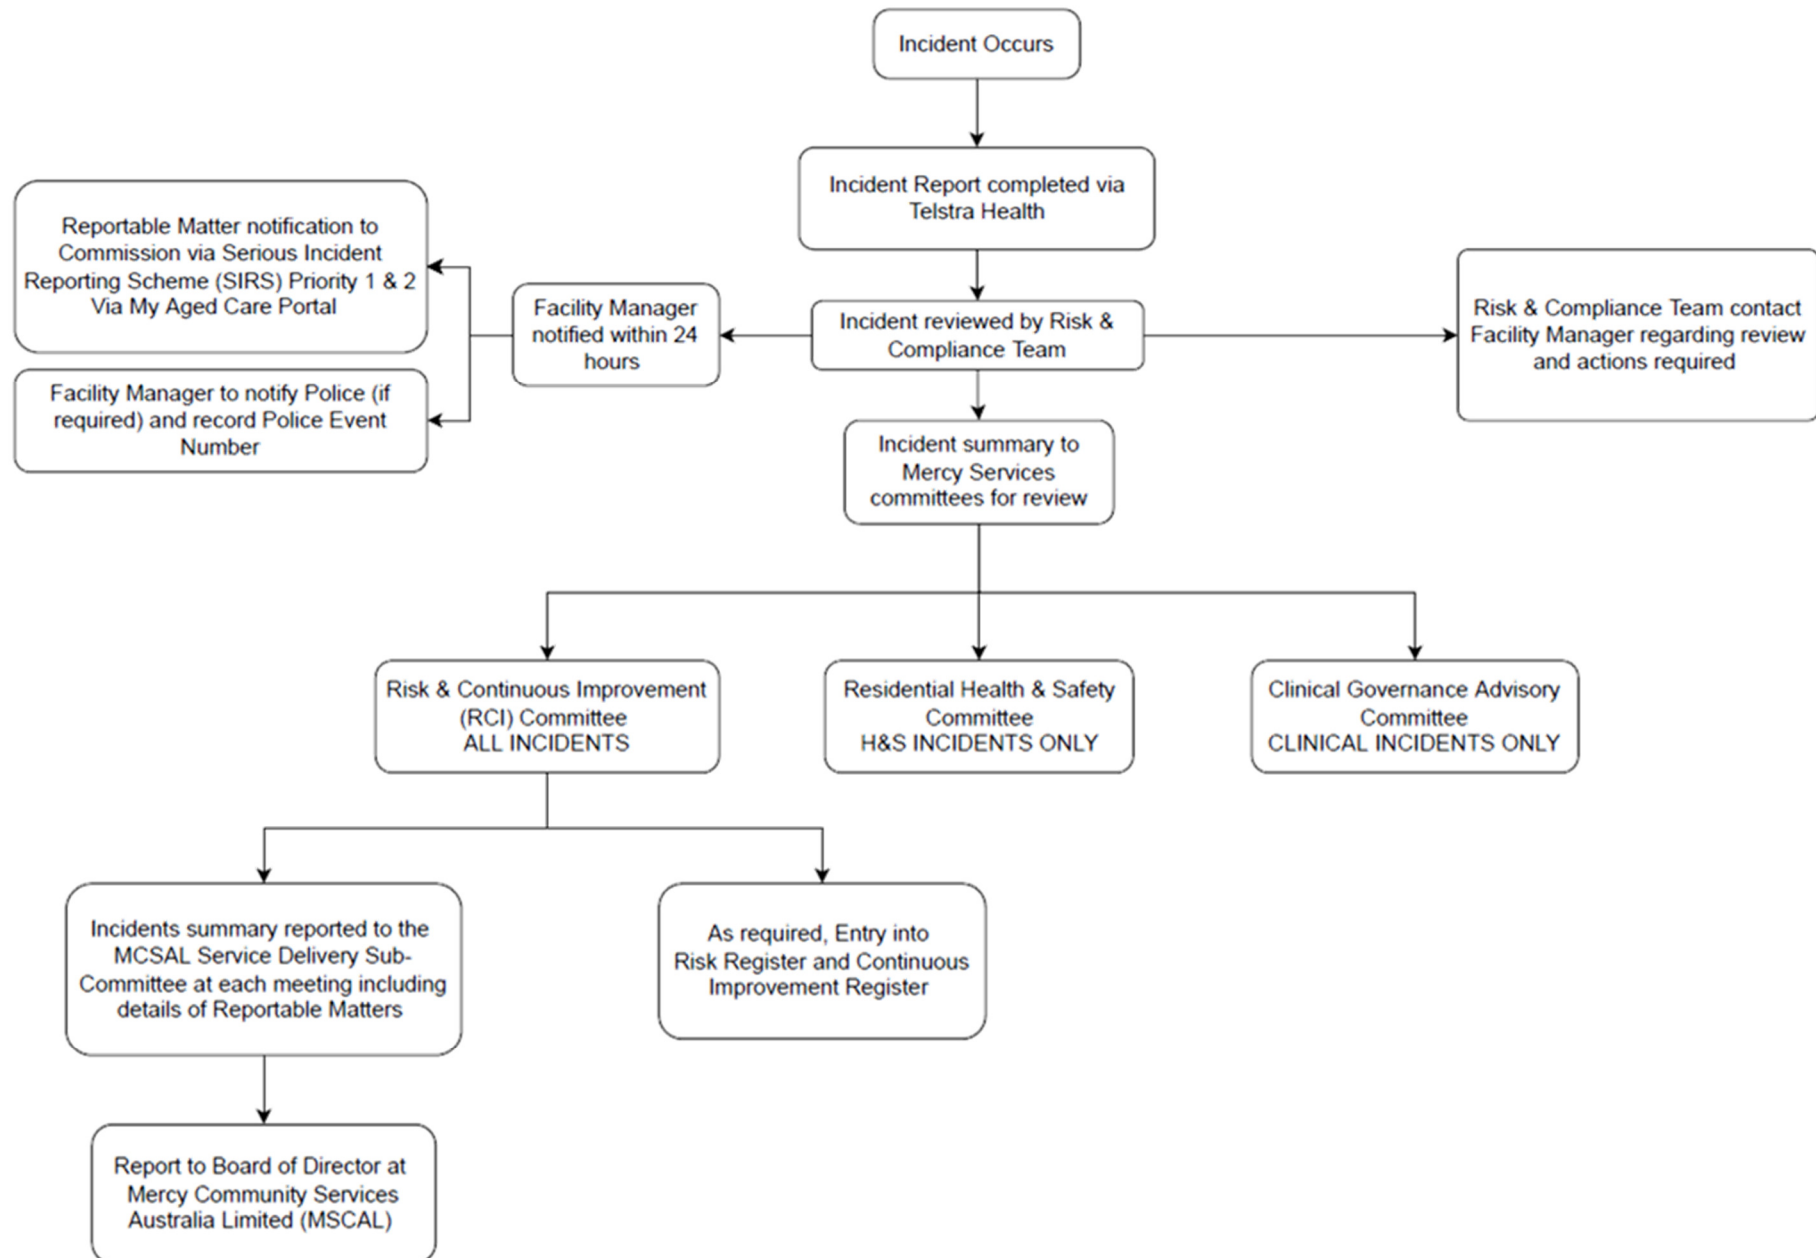 Incident Occurs
Incident Report completed via
Telstra Health
Reportable Matter notification to
Commission via Serious Incident
Reporting Scheme (SIRS) Priority 1 & 2
Via My Aged Care Portal
Facility Manager
notified within 24
hours
Incident reviewed by Risk &
Compliance Team
Risk & Compliance Team contact
Facility Manager regarding review
and actions required
Facility Manager to notify Police (if
required) and record Police Event
Number
Incident summary to
Mercy Services
committees for review
Risk & Continuous Improvement
(RCI) Committee
ALL INCIDENTS
Residential Health & Safety
Committee
H&S INCIDENTS ONLY
Clinical Governance Advisory
Committee
CLINICAL INCIDENTS ONLY
Incidents summary reported to the
MCSAL Service Delivery Sub-
Committee at each meeting including
details of Reportable Matters
As required, Entry into
Risk Register and Continuous
Improvement Register
Report to Board of Director at
Mercy Community Services
Australia Limited (MSCAL)